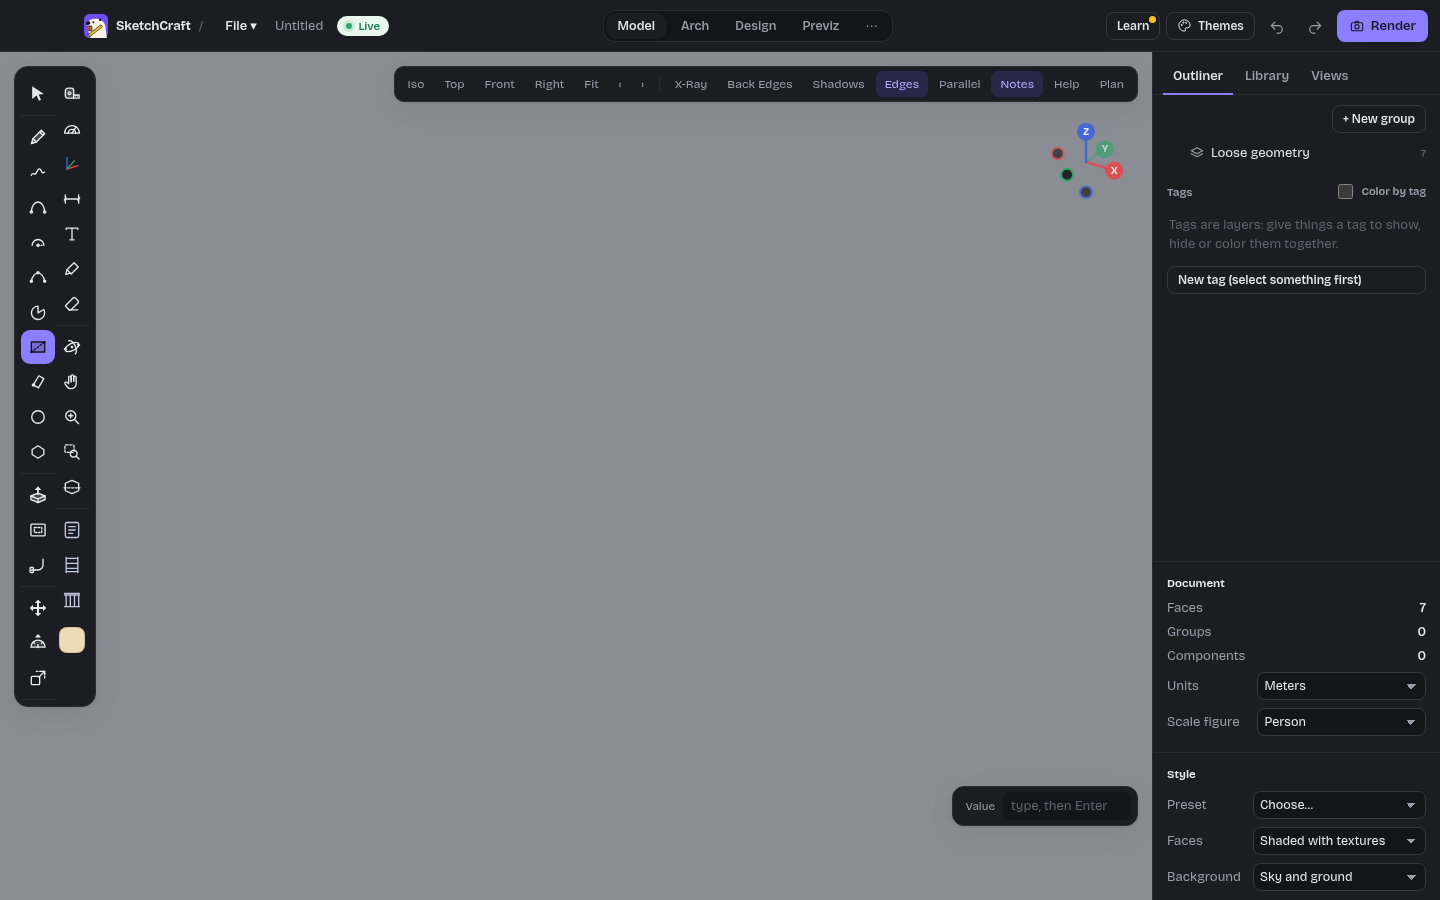 SketchCraft / File ▾ Untitled Live
Model Arch Design Previz ···
Learn Themes Render
Iso Top Front Right Fit ‹ › X-Ray Back Edges Shadows Edges Parallel Notes Help Plan
Z
Y
X
Outliner Library Views
+ New group
Loose geometry 7
Tags Color by tag
Tags are layers: give things a tag to show,
hide or color them together.
New tag (select something first)
Document
Faces 7
Groups 0
Components 0
Units Meters
Scale figure Person
Style
Preset Choose...
Faces Shaded with textures
Background Sky and ground
Value type, then Enter